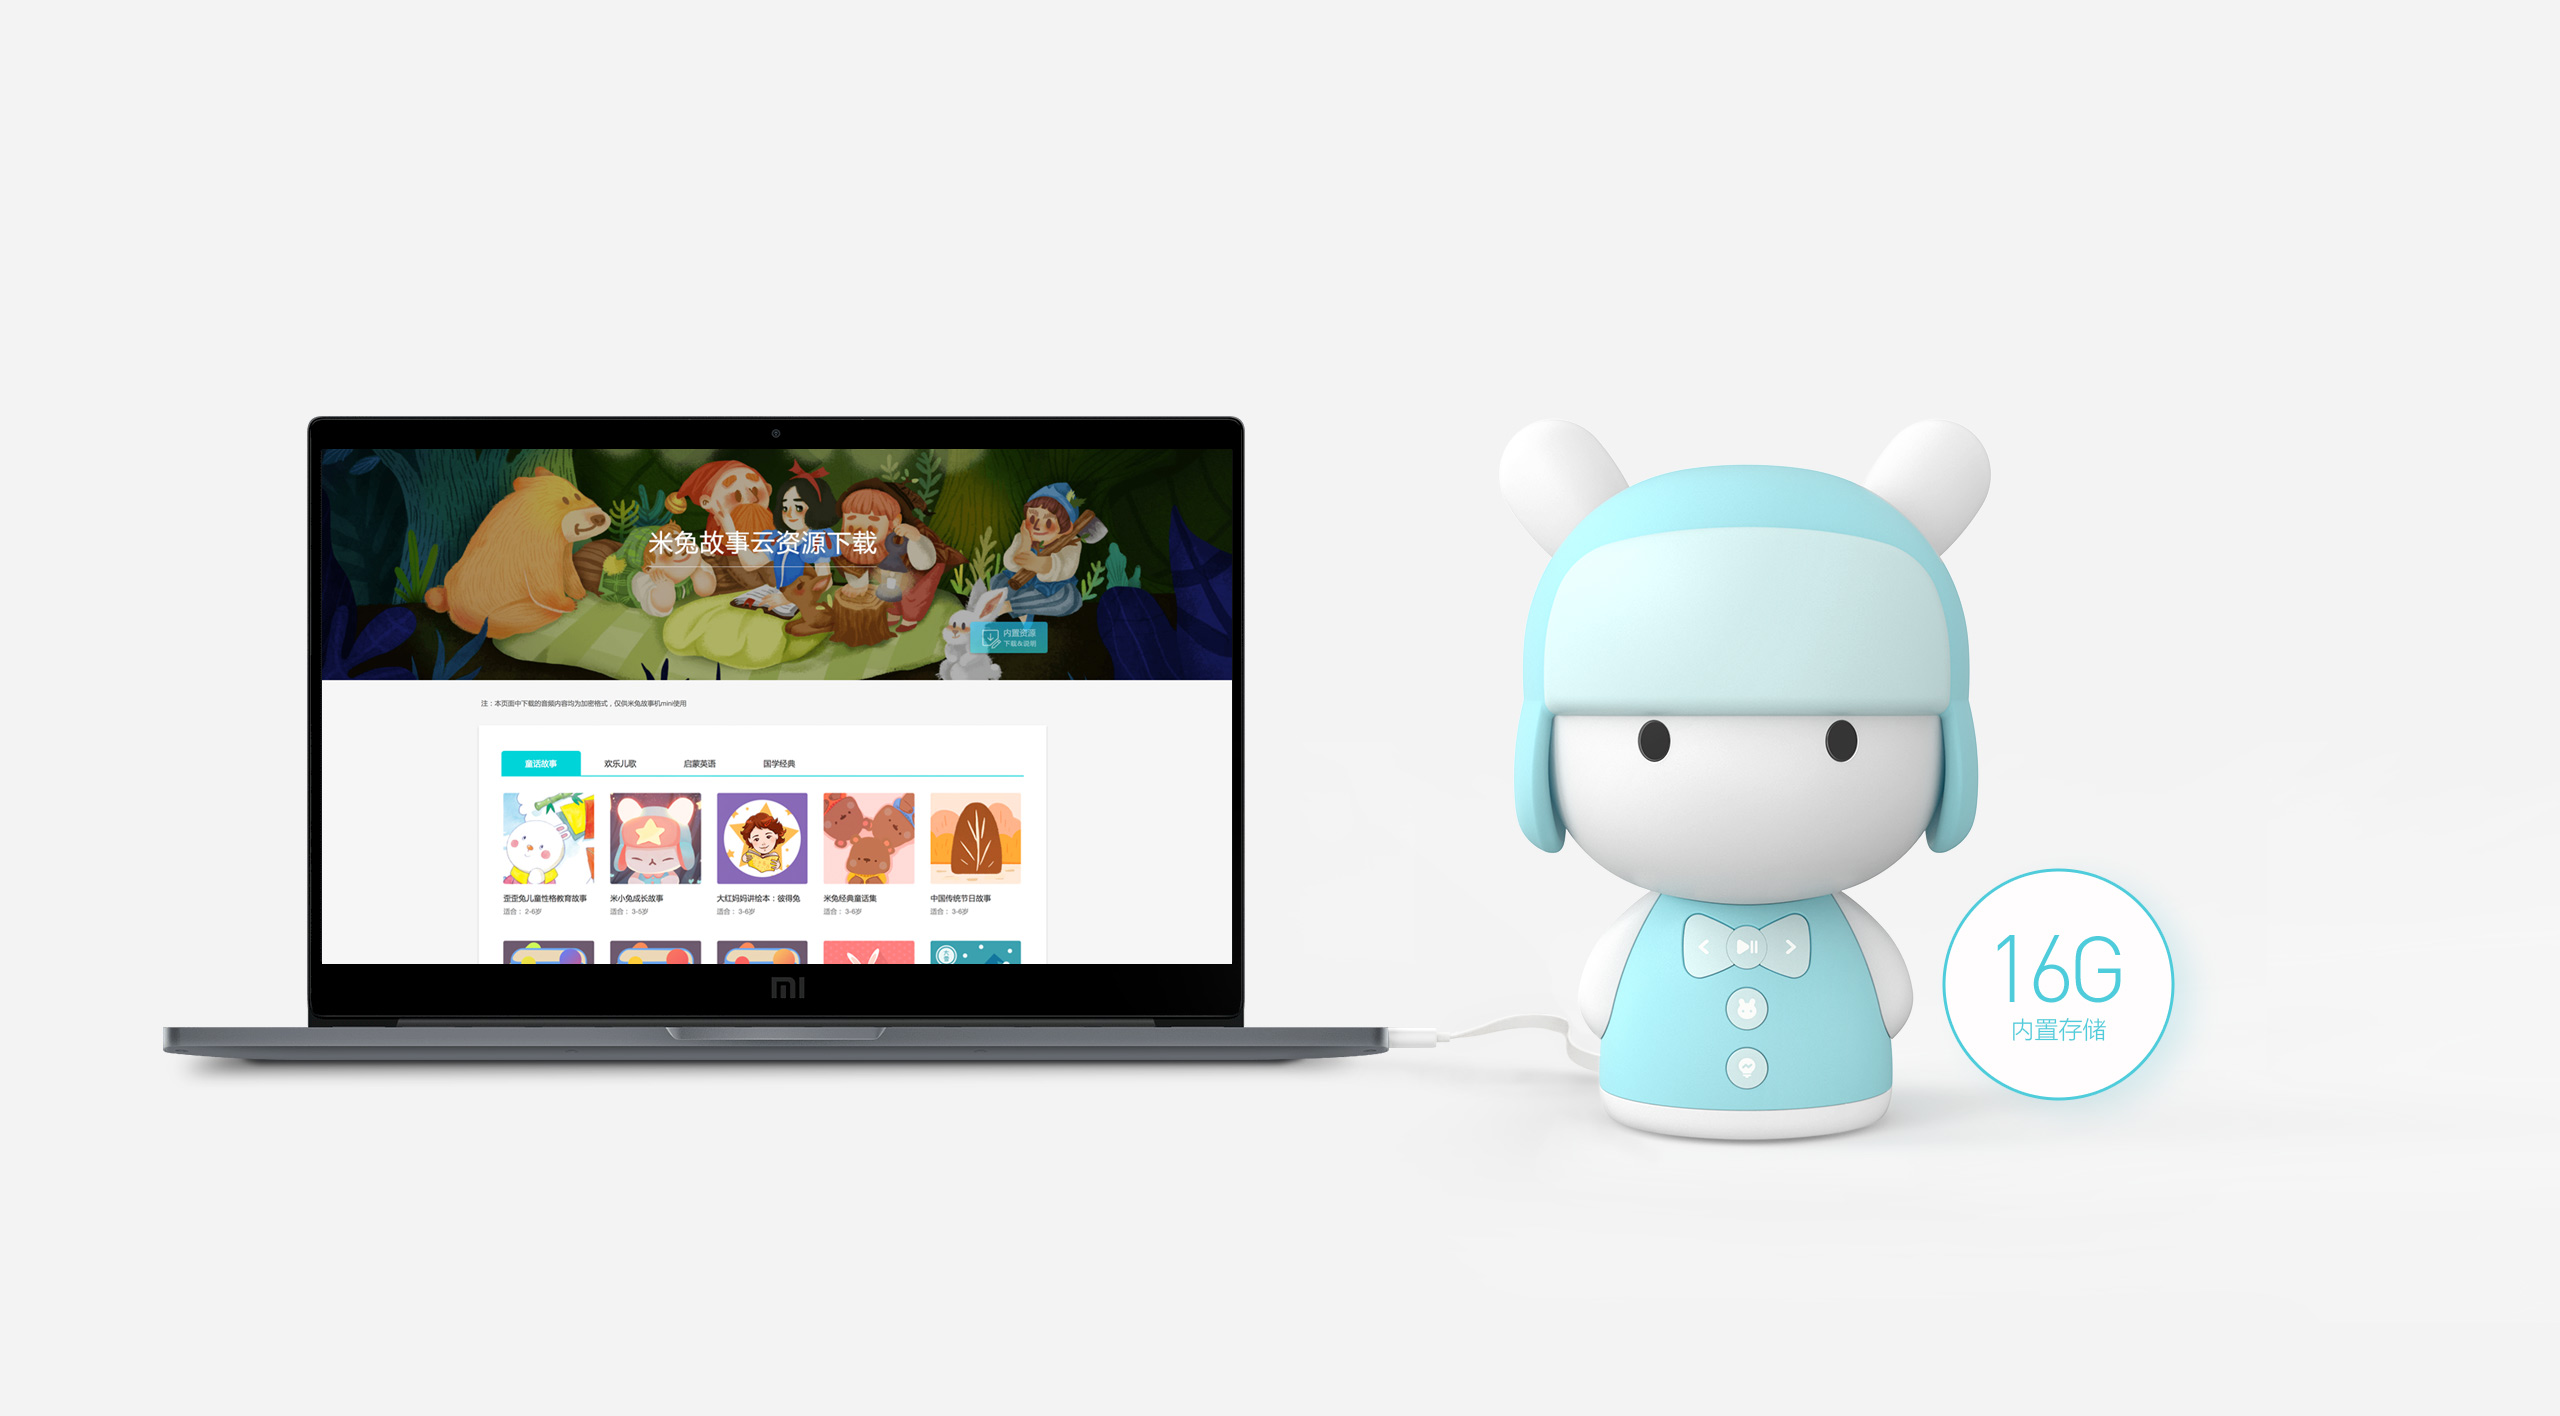 米兔故事云资源下载
内置资源
下载&说明
注：本页面中下载的音频内容均为加密格式，仅供米兔故事机mini使用
童话故事 欢乐儿歌 启蒙英语 国学经典
歪歪兔儿童性格教育故事 米小兔成长故事 大红妈妈讲绘本：彼得兔 米兔经典童话集 中国传统节日故事
适合：2-6岁 适合：3-5岁 适合：3-6岁 适合：3-6岁 适合：3-6岁
mi
16G
内置存储